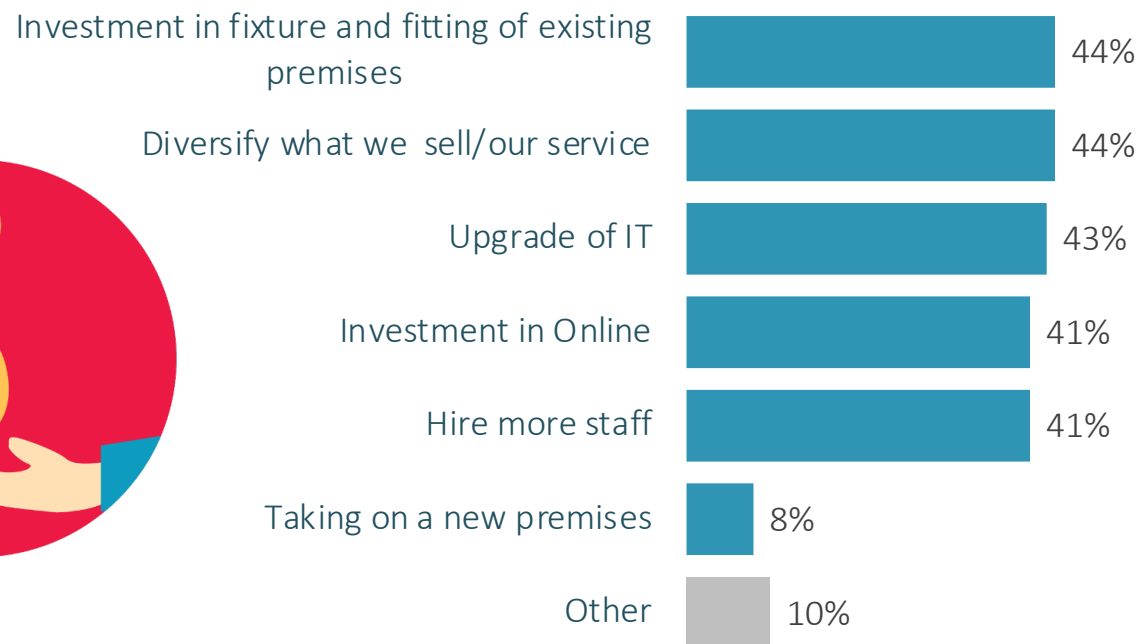 Investment in fixture and fitting of existing
premises
44%
Diversify what we sell/our service
44%
Upgrade of IT
43%
Investment in Online
41%
Hire more staff
41%
Taking on a new premises
8%
Other
10%